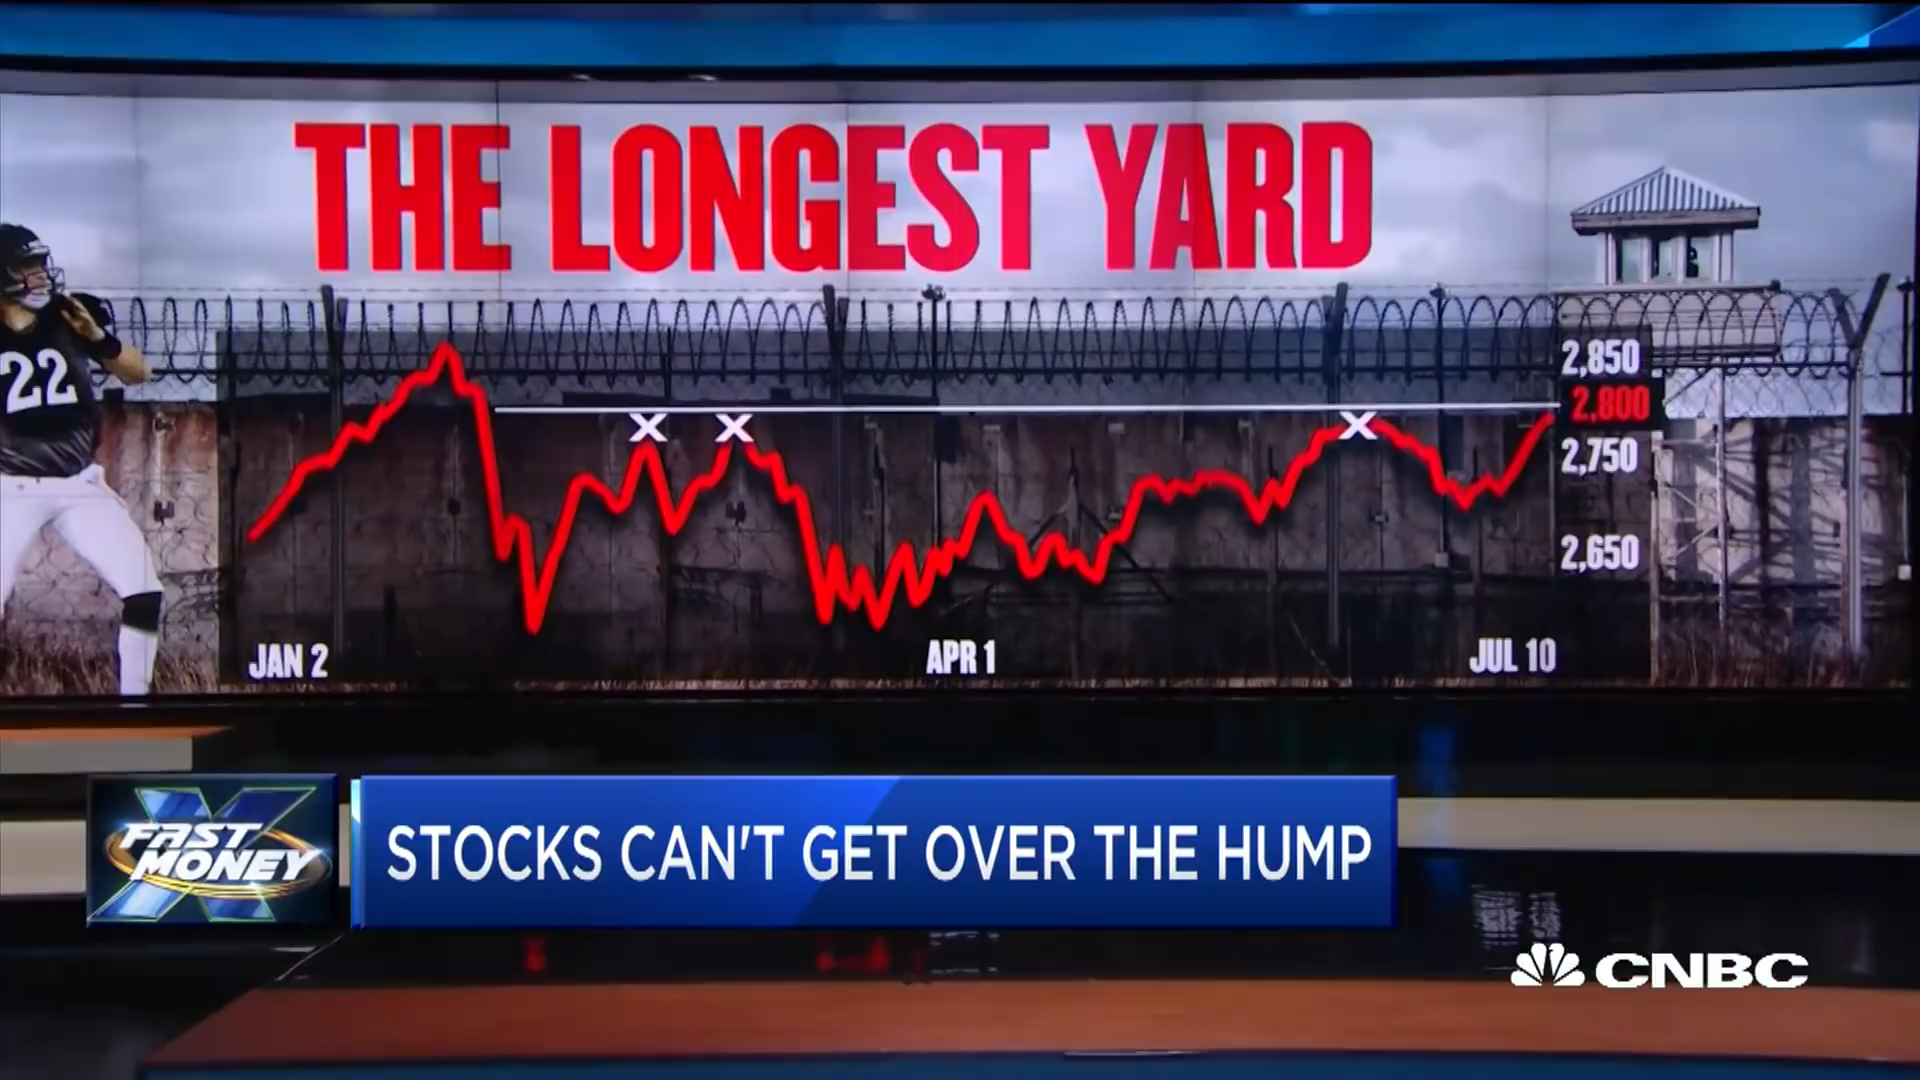 THE LONGEST YARD
22
X X X
2,850
2,800
2,750
2,650
JAN 2 APR 1 JUL 10
FAST
MONEY
STOCKS CAN'T GET OVER THE HUMP
CNBC